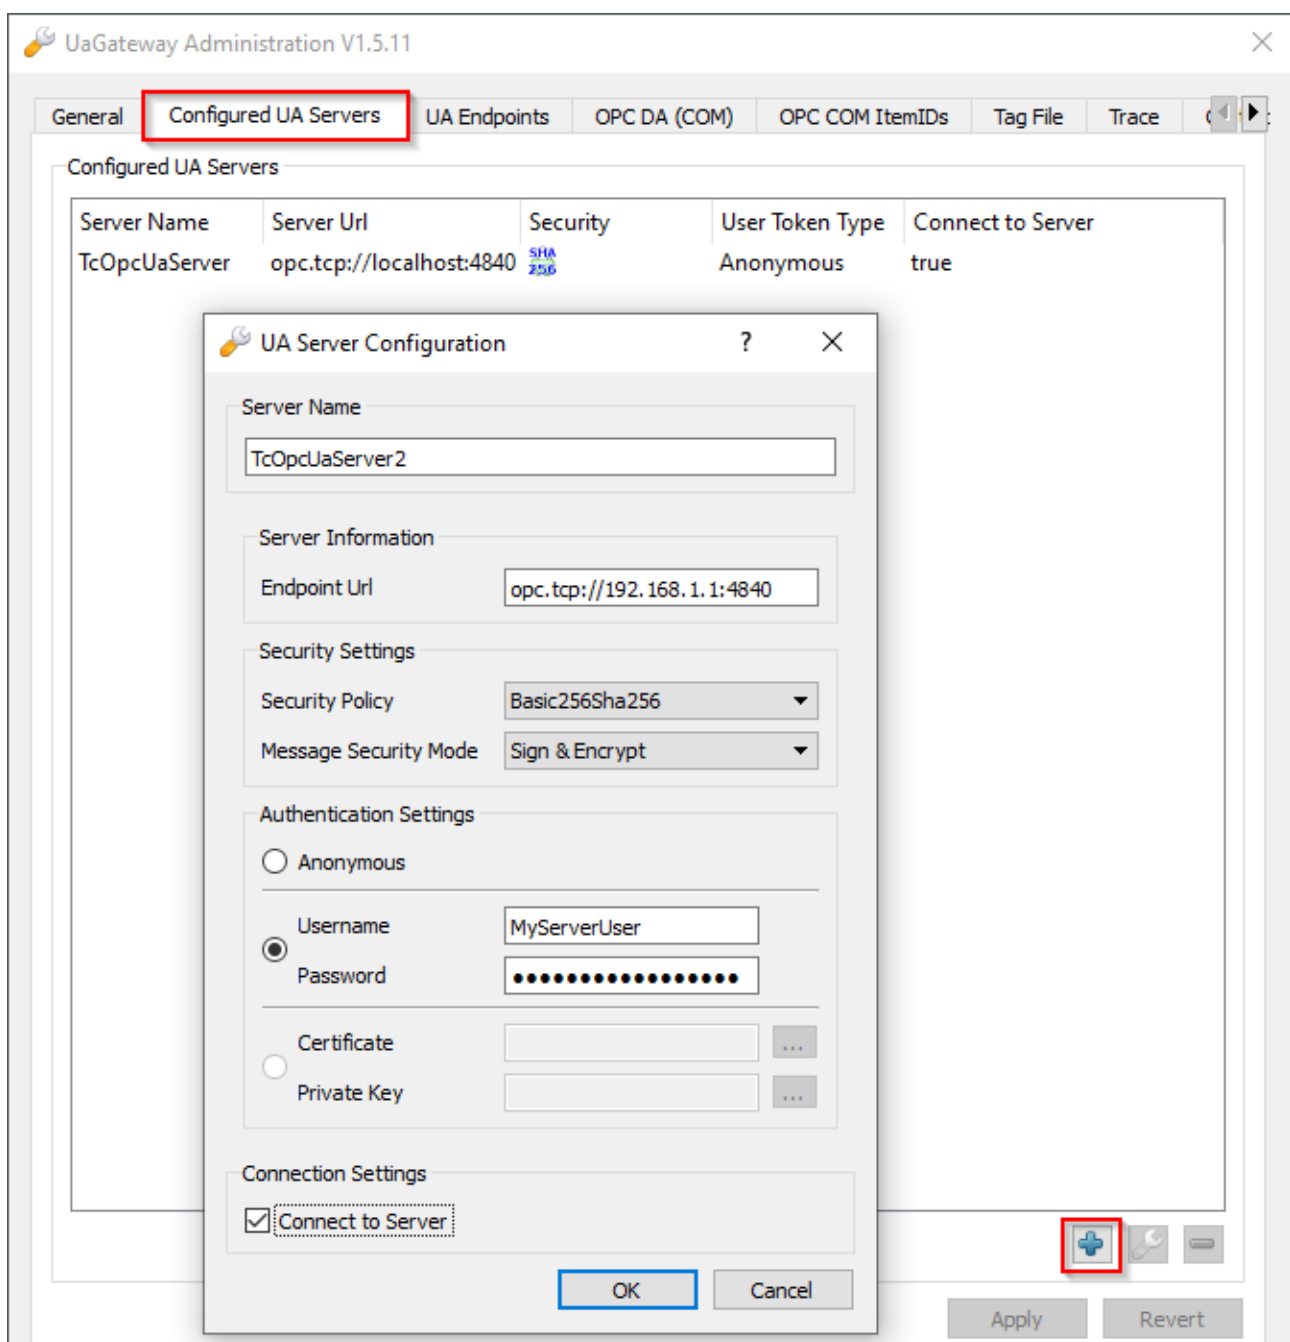 UaGateway Administration V1.5.11
General Configured UA Servers UA Endpoints OPC DA (COM) OPC COM ItemIDs Tag File Trace
Configured UA Servers
Server Name Server Url Security User Token Type Connect to Server
TcOpcUaServer opc.tcp://localhost:4840 SHA 256 Anonymous true
UA Server Configuration ?
Server Name
TcOpcUaServer2
Server Information
Endpoint Url opc.tcp://192.168.1.1:4840
Security Settings
Security Policy Basic256Sha256
Message Security Mode Sign & Encrypt
Authentication Settings
Anonymous
Username MyServerUser
Password ●●●●●●●●●●●●●●●●●
Certificate ...
Private Key ...
Connection Settings
Connect to Server
OK Cancel
Apply Revert